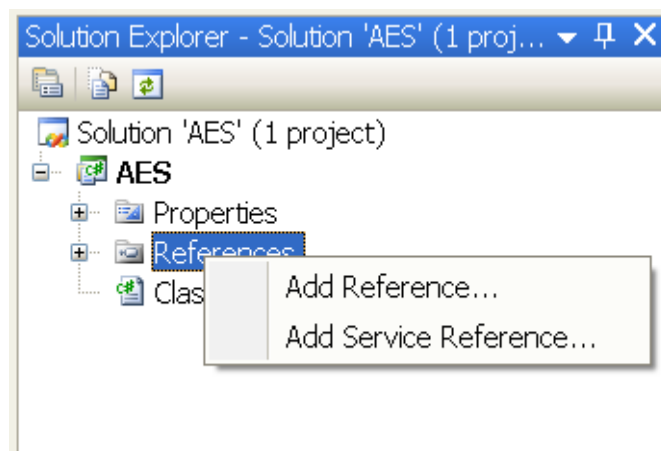 Solution Explorer - Solution 'AES' (1 proj...
Solution 'AES' (1 project)
AES
Properties
References
Clas
Add Reference...
Add Service Reference...